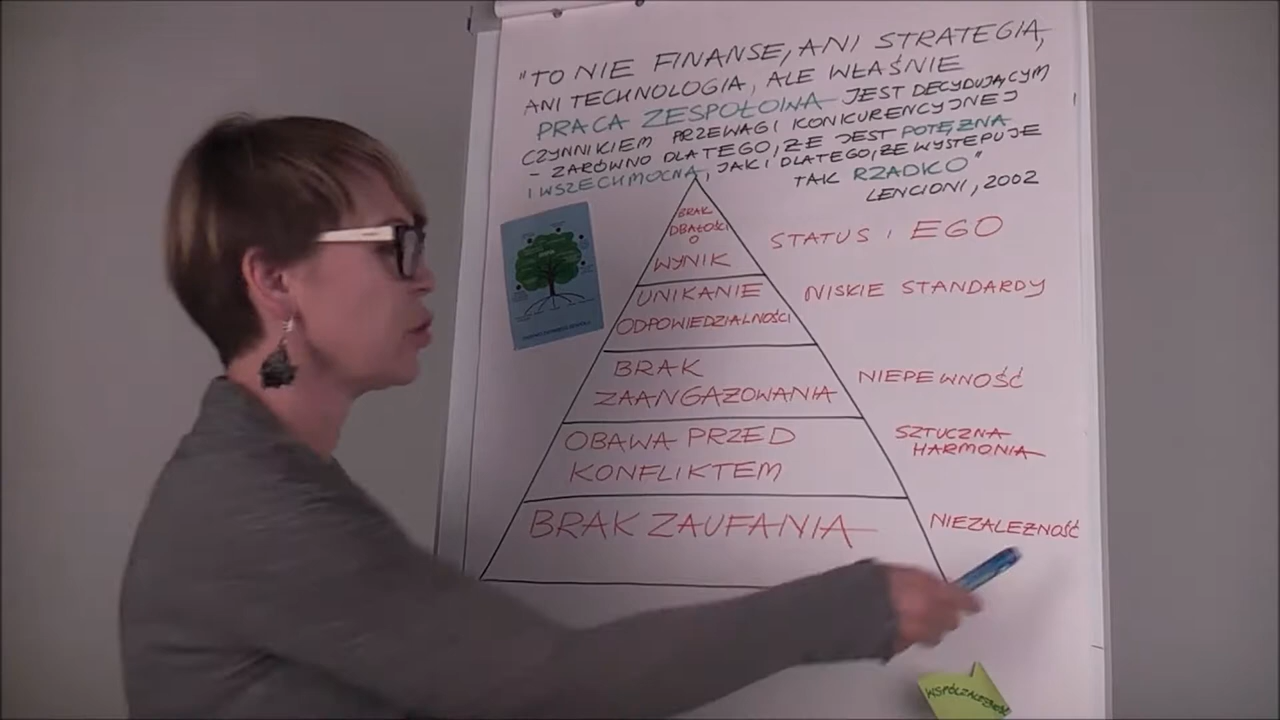 "TO NIE FINANSE, ANI STRATEGIA,
ANI TECHNOLOGIA, ALE WŁAŚNIE
PRACA ZESPOŁOWA JEST DECYDUJĄCYM
CZYNNIKIEM PRZEWAGI KONKURENCYJNEJ
- ZARÓWNO DLATEGO, ŻE JEST POTĘŻNA
I WSZECHMOCNA, JAK I DLATEGO, ŻE WYSTĘPUJE
TAK RZADKO"
LENCIONI, 2002
BRAK
DBAŁOŚCI
O
WYNIK
STATUS I EGO
UNIKANIE
ODPOWIEDZIALNOŚCI
NISKIE STANDARDY
BRAK
ZAANGAŻOWANIA
NIEPEWNOŚĆ
OBAWA PRZED
KONFLIKTEM
SZTUCZNA
HARMONIA
BRAK ZAUFANIA
NIEZALEŻNOŚĆ
WSPÓŁZALEŻNOŚĆ